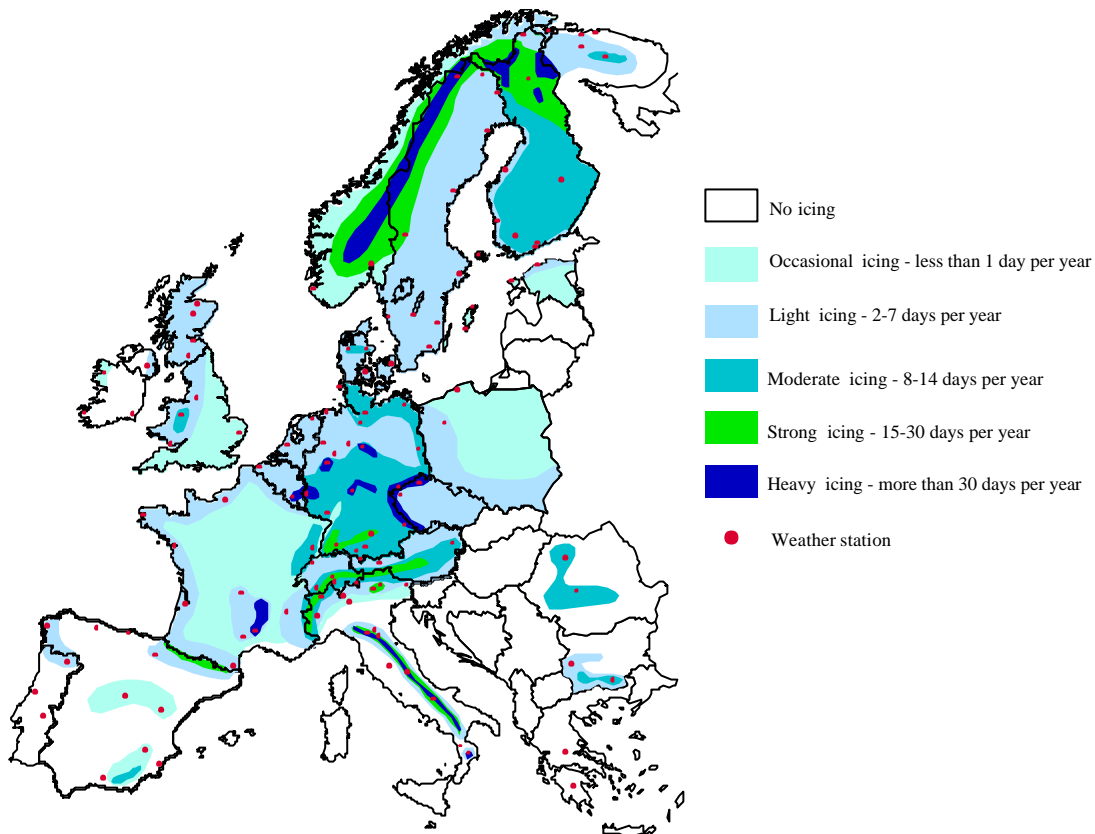 No icing
Occasional icing - less than 1 day per year
Light icing - 2-7 days per year
Moderate icing - 8-14 days per year
Strong icing - 15-30 days per year
Heavy icing - more than 30 days per year
Weather station